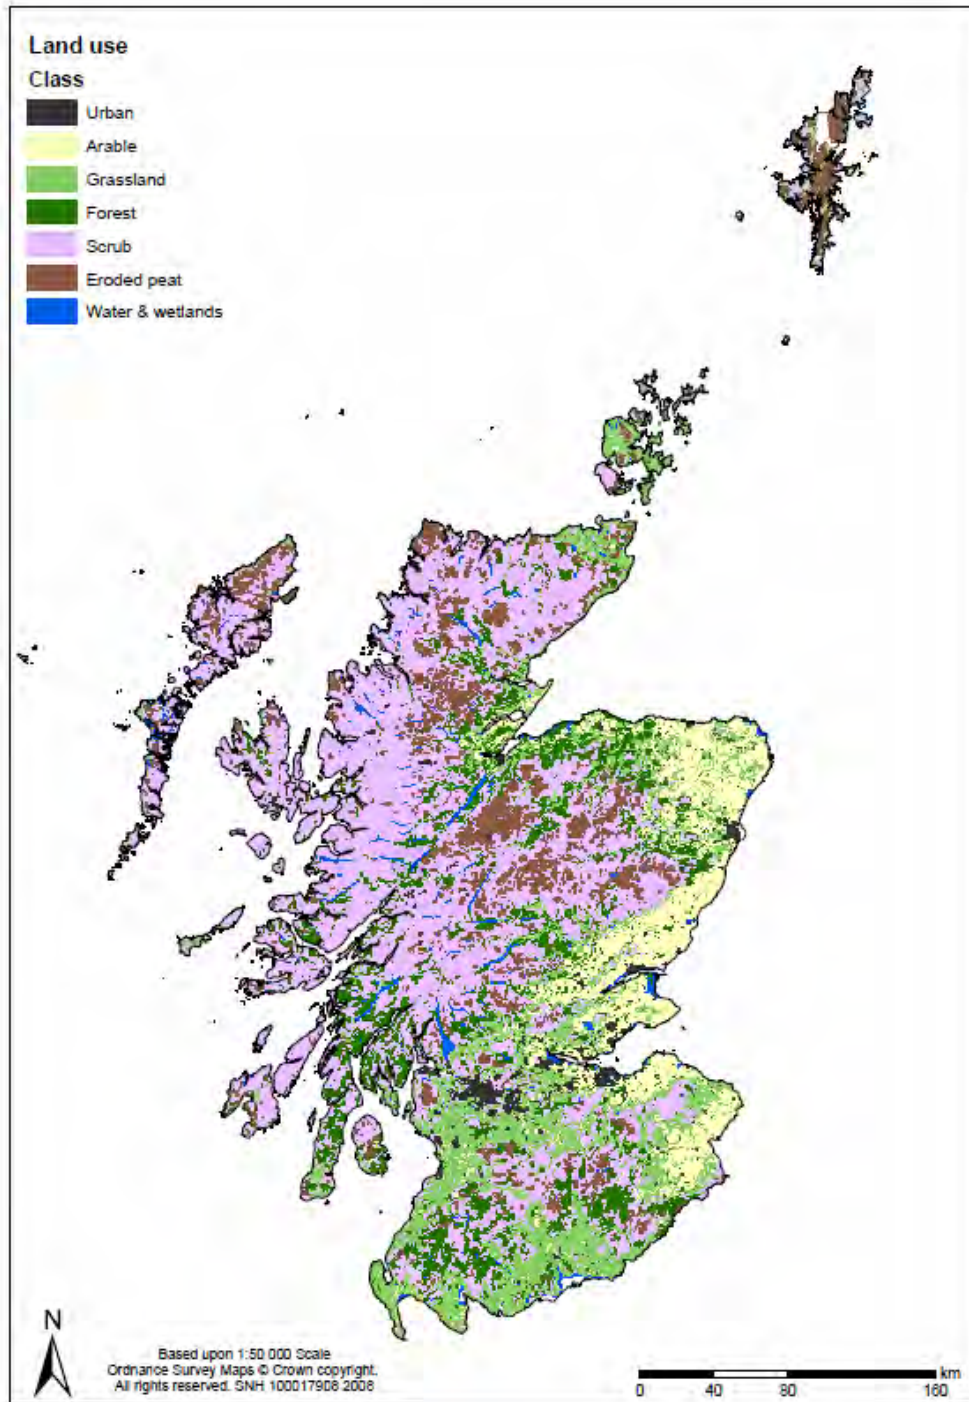 Land use
Class
Urban
Arable
Grassland
Forest
Scrub
Eroded peat
Water & wetlands
N
Based upon 1:50 000 Scale
Ordnance Survey Maps © Crown copyright.
All rights reserved. SNH 100017908 2008
km
0 40 80 160